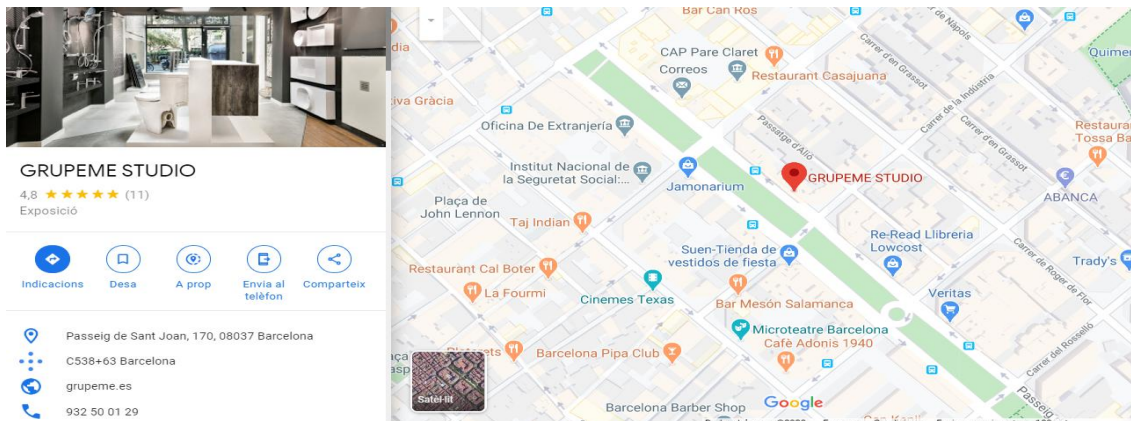 GRUPEME STUDIO
4,8 ★★★★★ (11)
Exposició
Indicacions
Desa
A prop
Envia al
telèfon
Comparteix
Passeig de Sant Joan, 170, 08037 Barcelona
C538+63 Barcelona
grupeme.es
932 50 01 29
Bar Can Ros
Carrer de Nàpols
CAP Pare Claret
Correos
Restaurant Casajuana
Carrer d'en Grassot
Carrer de la Indústria
Quime
iva Gràcia
dia
Oficina De Extranjería
Passatge d'Alió
Carrer d'en Grassot
Restaura
Tossa Ba
Institut Nacional de
la Seguretat Social:...
Jamonarium
GRUPEME STUDIO
ABANCA
Plaça de
John Lennon
Taj Indian
Suen-Tienda de
vestidos de fiesta
Re-Read Llibreria
Lowcost
Carrer de Roger de Flor
Trady's
Restaurant Cal Boter
La Fourmi
Cinemes Texas
Bar Mesón Salamanca
Veritas
Microteatre Barcelona
Cafè Adonis 1940
Barcelona Pipa Club
Carrer del Rosselló
Satèl·lit
Barcelona Barber Shop
Google
Passeig